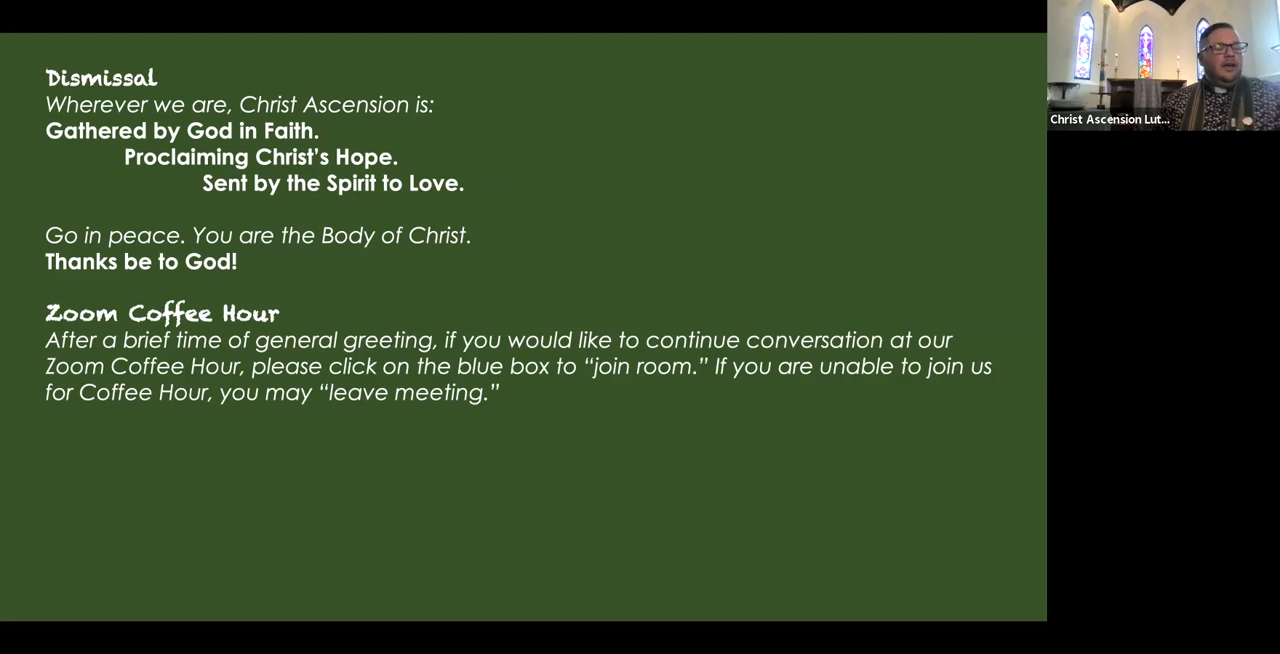 Dismissal
Wherever we are, Christ Ascension is:
Gathered by God in Faith.
Proclaiming Christ's Hope.
Sent by the Spirit to Love.
Go in peace. You are the Body of Christ.
Thanks be to God!
Zoom Coffee Hour
After a brief time of general greeting, if you would like to continue conversation at our
Zoom Coffee Hour, please click on the blue box to “join room.” If you are unable to join us
for Coffee Hour, you may “leave meeting.”
Christ Ascension Lut...